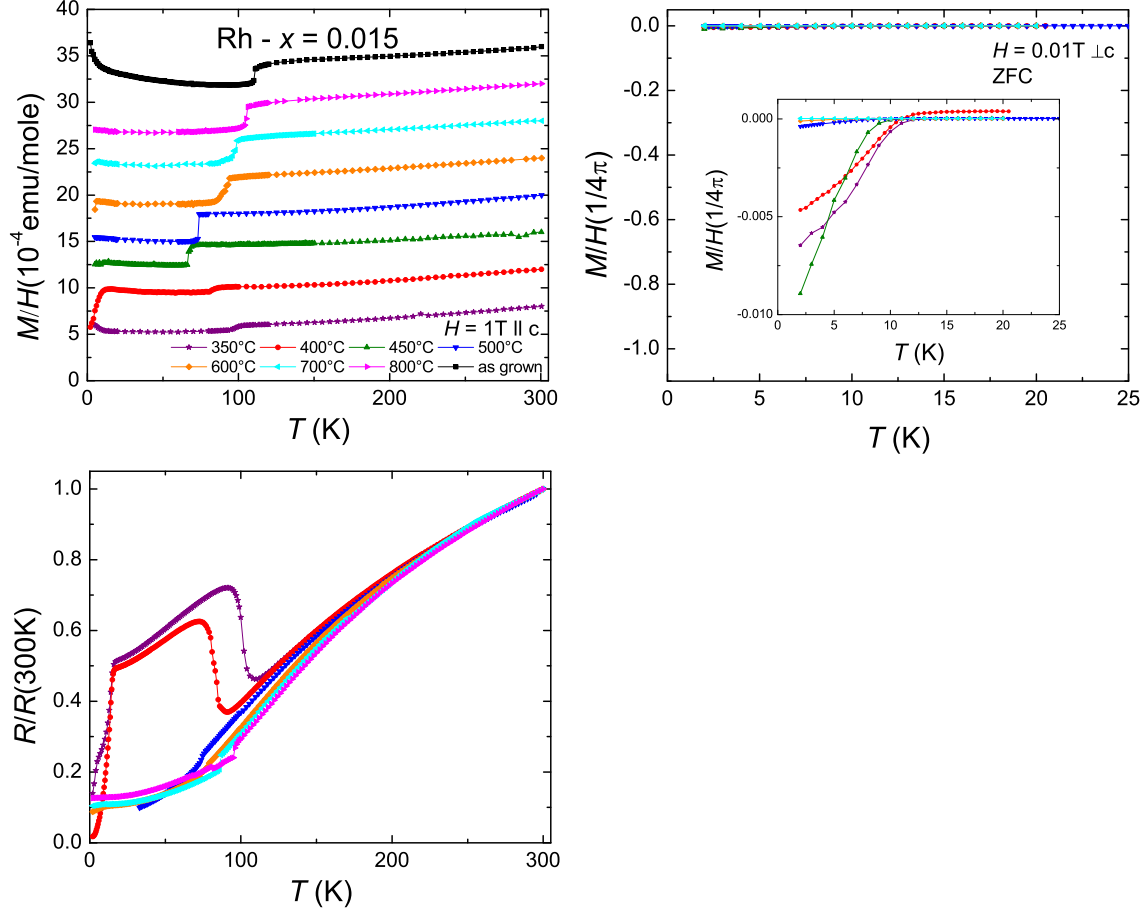 Rh - x = 0.015
40
35
30
25
20
15
10
5
0
M/H(10⁻⁴emu/mole)
H = 1T || c
350°C 400°C 450°C 500°C
600°C 700°C 800°C as grown
0 100 200 300
T (K)
0.0
-0.2
-0.4
-0.6
-0.8
-1.0
M/H(1/4π)
H = 0.01T ⊥c
ZFC
0.000
-0.005
-0.010
M/H(1/4π)
0 5 10 15 20 25
T (K)
0 5 10 15 20 25
T (K)
1.0
0.8
0.6
0.4
0.2
0.0
R/R(300K)
0 100 200 300
T (K)